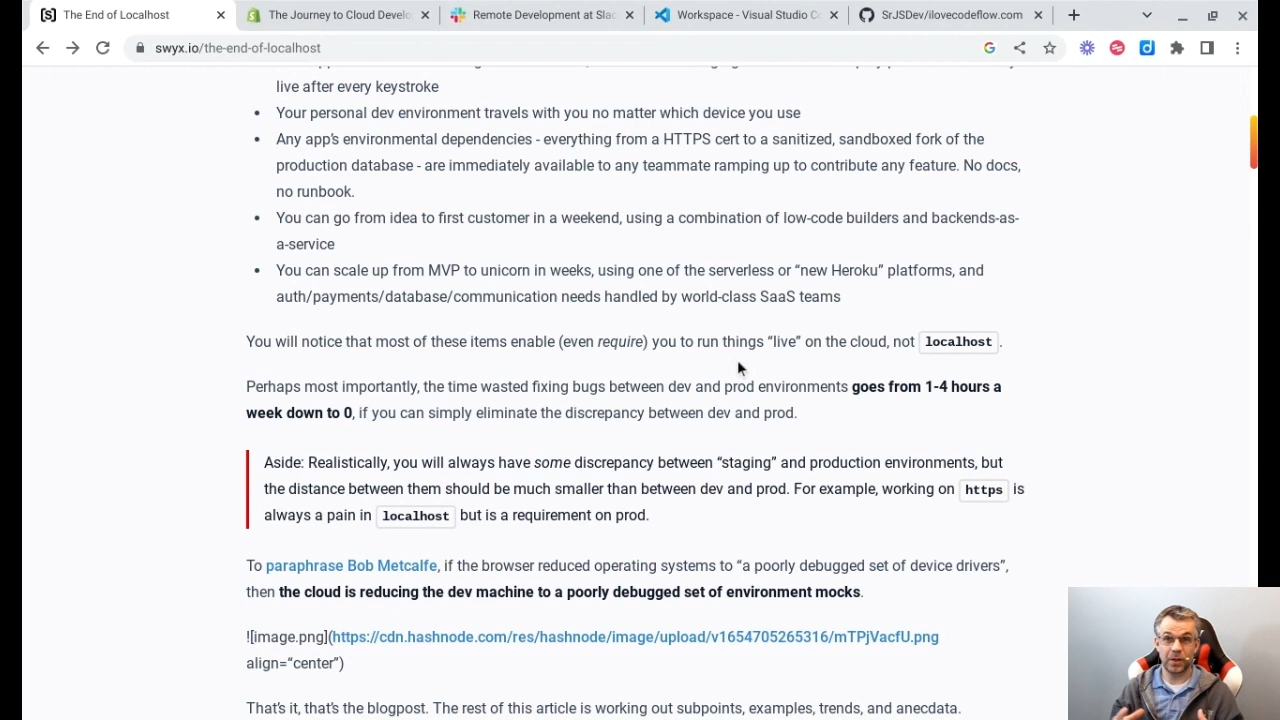 The End of Localhost
The Journey to Cloud Develo
Remote Development at Slac
Workspace - Visual Studio Co
SrJSDev/ilovecodeflow.com
swyx.io/the-end-of-localhost
live after every keystroke
Your personal dev environment travels with you no matter which device you use
Any app's environmental dependencies - everything from a HTTPS cert to a sanitized, sandboxed fork of the
production database - are immediately available to any teammate ramping up to contribute any feature. No docs,
no runbook.
You can go from idea to first customer in a weekend, using a combination of low-code builders and backends-as-
a-service
You can scale up from MVP to unicorn in weeks, using one of the serverless or “new Heroku” platforms, and
auth/payments/database/communication needs handled by world-class SaaS teams
You will notice that most of these items enable (even require) you to run things “live” on the cloud, not localhost.
Perhaps most importantly, the time wasted fixing bugs between dev and prod environments goes from 1-4 hours a
week down to 0, if you can simply eliminate the discrepancy between dev and prod.
Aside: Realistically, you will always have some discrepancy between “staging” and production environments, but
the distance between them should be much smaller than between dev and prod. For example, working on https is
always a pain in localhost but is a requirement on prod.
To paraphrase Bob Metcalfe, if the browser reduced operating systems to “a poorly debugged set of device drivers”,
then the cloud is reducing the dev machine to a poorly debugged set of environment mocks.
![image.png](https://cdn.hashnode.com/res/hashnode/image/upload/v1654705265316/mTPjVacfU.png
align=“center”)
That's it, that's the blogpost. The rest of this article is working out subpoints, examples, trends, and anecdata.